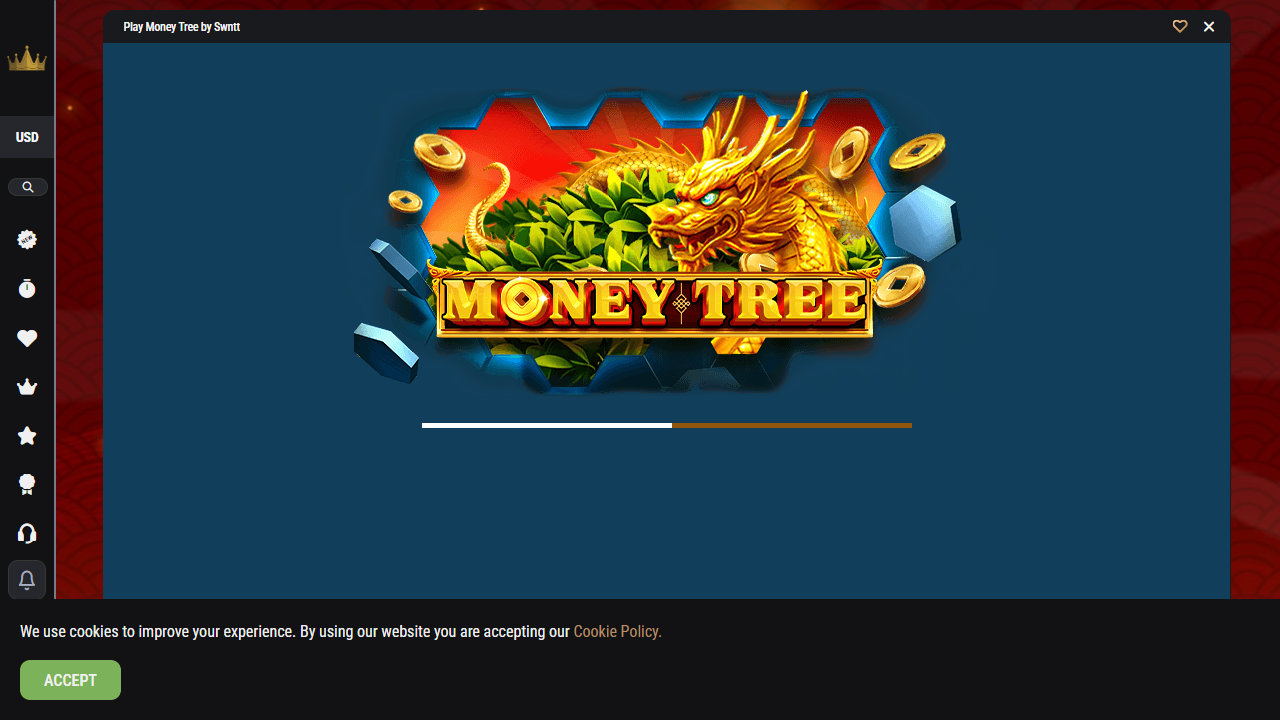 Play Money Tree by Swntt
USD
NEW
MONEY TREE
We use cookies to improve your experience. By using our website you are accepting our Cookie Policy.
ACCEPT